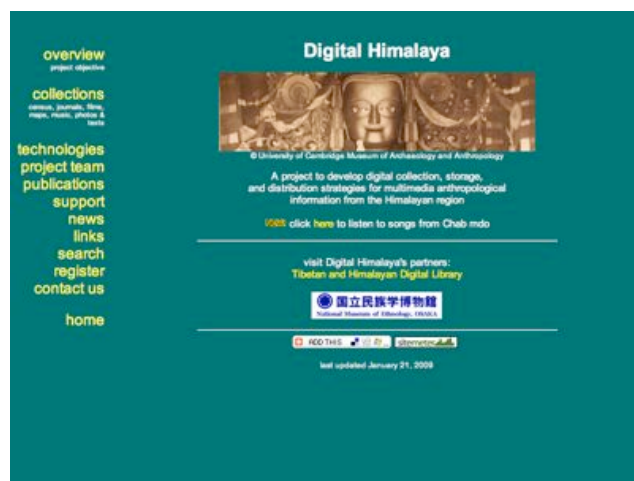 overview
project objective
collections
census, journals, films,
maps, music, photos &
texts
technologies
project team
publications
support
news
links
search
register
contact us
home
Digital Himalaya
© University of Cambridge Museum of Archaeology and Anthropology
A project to develop digital collection, storage,
and distribution strategies for multimedia anthropological
information from the Himalayan region
click here to listen to songs from Chab mdo
visit Digital Himalaya's partners:
Tibetan and Himalayan Digital Library
国立民族学博物館
National Museum of Ethnology, OSAKA
ADD THIS
sitemeter
last updated January 21, 2009